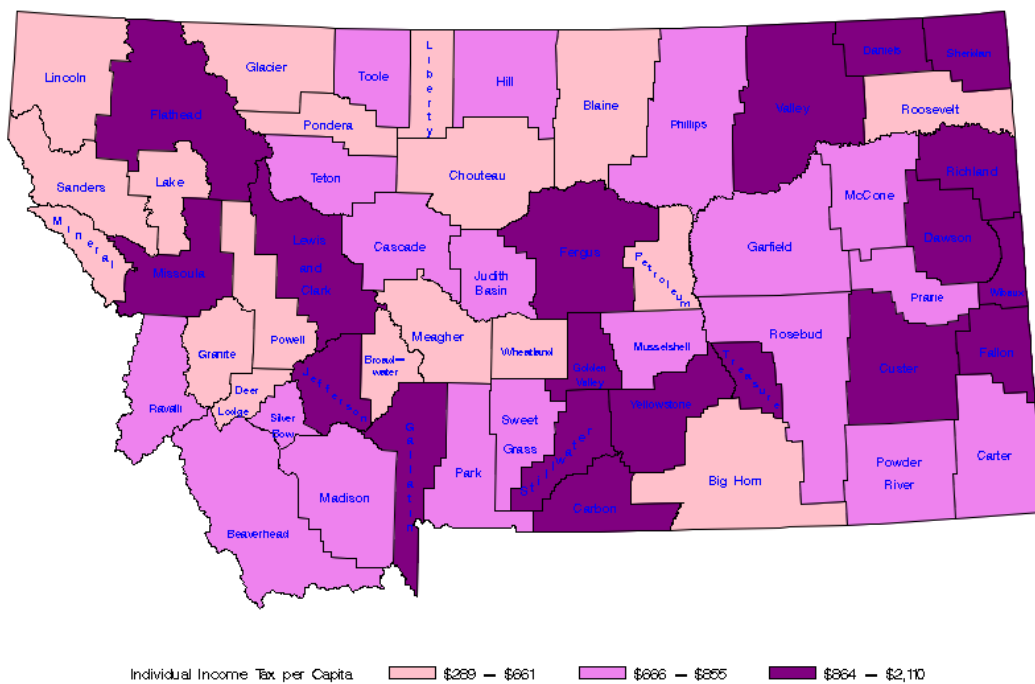 Lincoln
Flathead
Glacier
Toole
Liberty
Hill
Blaine
Phillips
Valley
Daniels
Sheridan
Roosevelt
Pondera
Sanders
Lake
Teton
Chouteau
McCone
Richland
Mineral
Missoula
Lewis
and
Clark
Cascade
Judith
Basin
Fergus
Petroleum
Garfield
Dawson
Prairie
Wibaux
Granite
Powell
Meagher
Broad-
water
Wheatland
Golden
Valley
Musselshell
Rosebud
Treasure
Custer
Fallon
Ravalli
Deer
Lodge
Silver
Bow
Jefferson
Gallatin
Park
Sweet
Grass
Stillwater
Yellowstone
Carbon
Big Horn
Powder
River
Carter
Madison
Beaverhead
Individual Income Tax per Capita $289 – $661 $666 – $855 $864 – $2,110